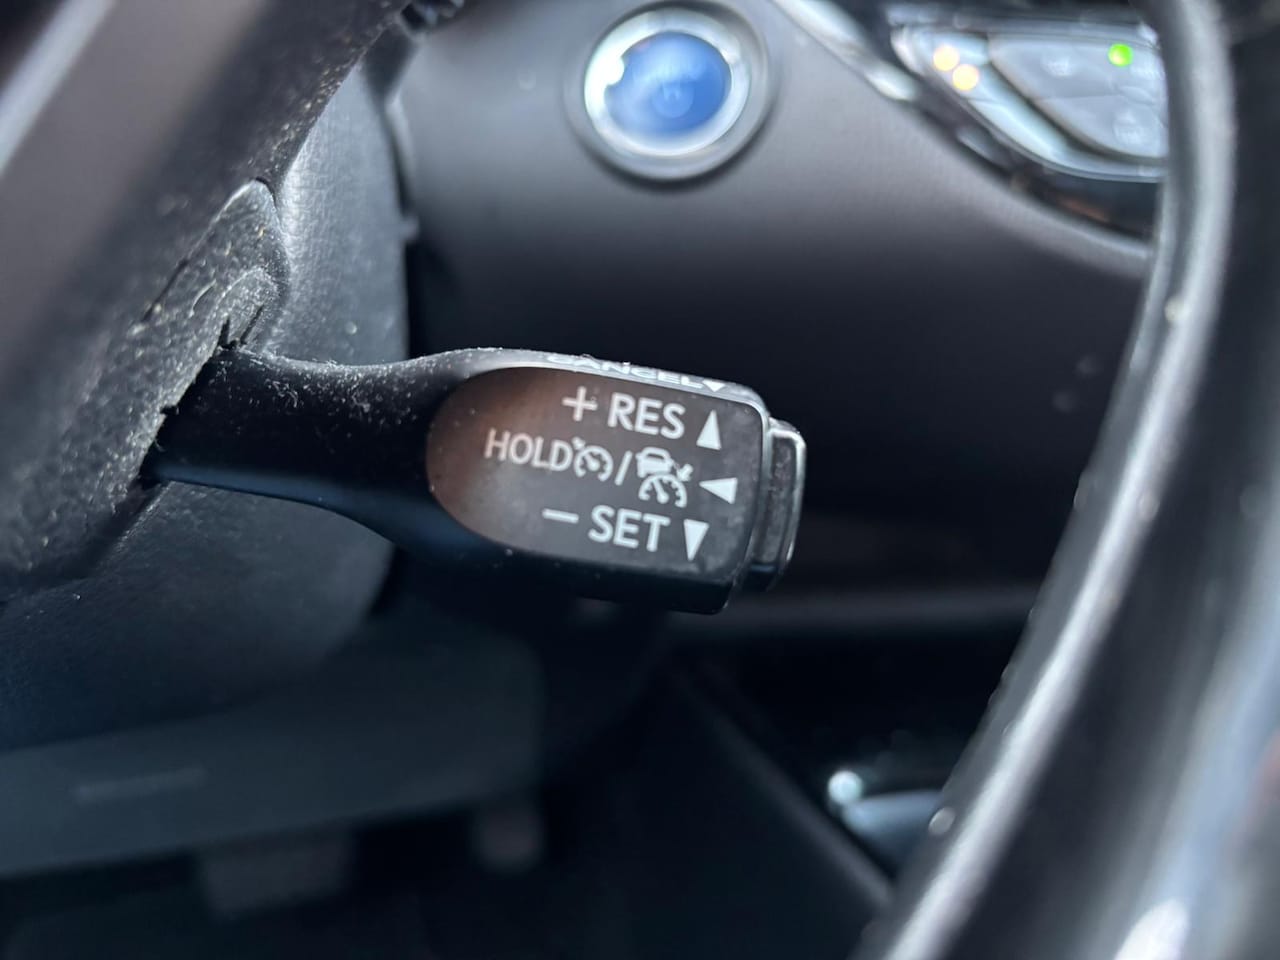 CANCEL
+ RES
HOLD /
− SET